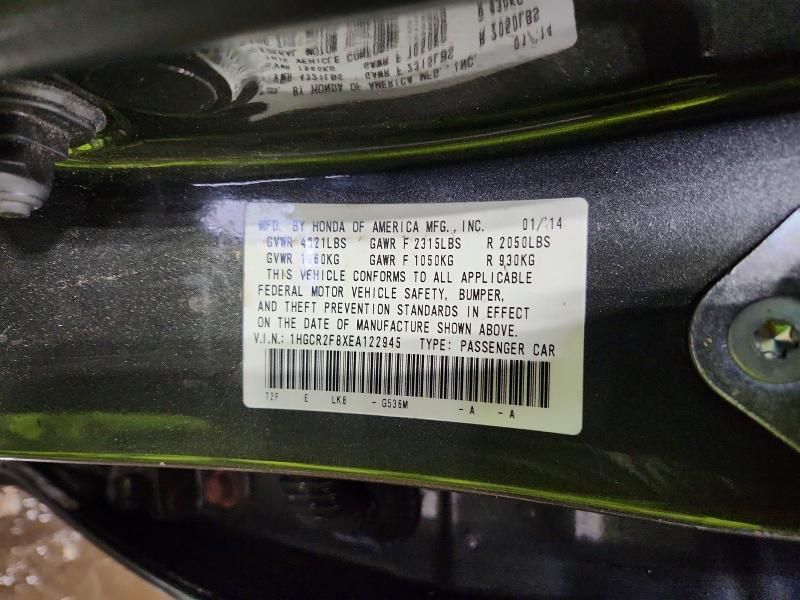 MFD. BY HONDA OF AMERICA MFG., INC. 01/'14
GVWR 4321LBS GAWR F 2315LBS R 2050LBS
GVWR 1960KG GAWR F 1050KG R 930KG
THIS VEHICLE CONFORMS TO ALL APPLICABLE
FEDERAL MOTOR VEHICLE SAFETY, BUMPER,
AND THEFT PREVENTION STANDARDS IN EFFECT
ON THE DATE OF MANUFACTURE SHOWN ABOVE.
V.I.N.: 1HGCR2F8XEA122945 TYPE: PASSENGER CAR
T2F E LKB - G536M - A - A